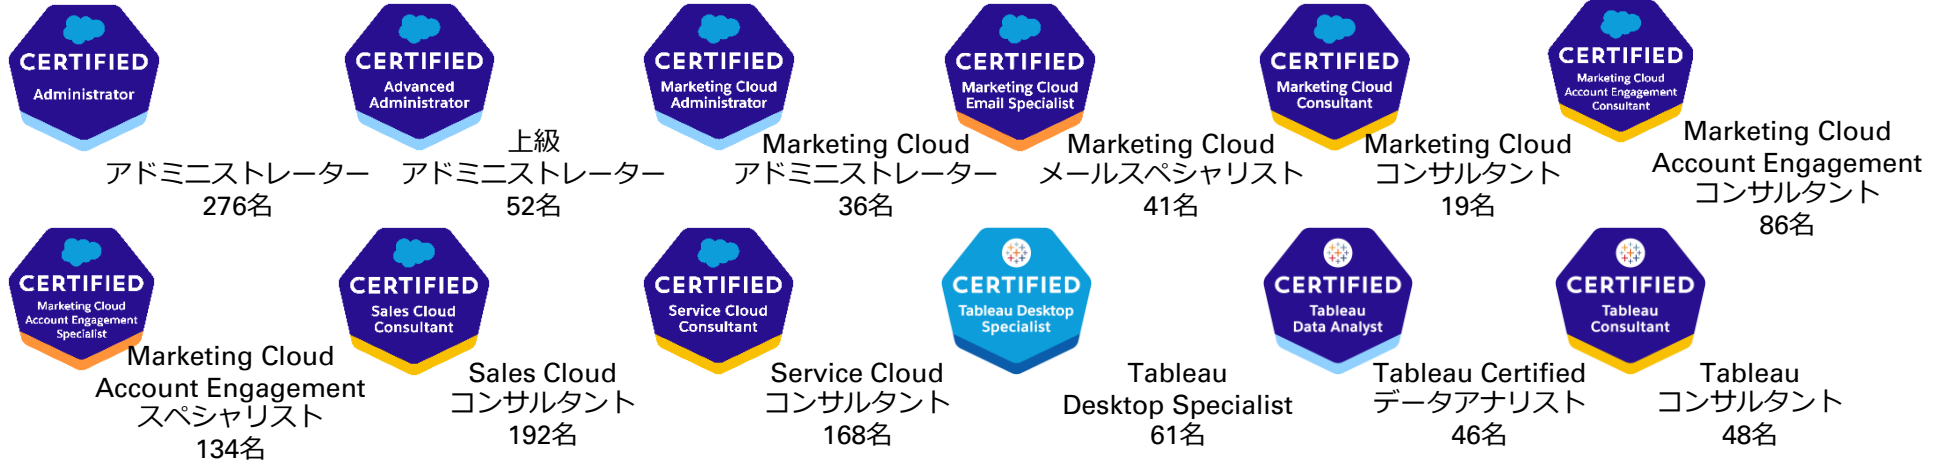 CERTIFIED
Administrator
アドミニストレーター
276名
CERTIFIED
Advanced
Administrator
上級
アドミニストレーター
52名
CERTIFIED
Marketing Cloud
Administrator
Marketing Cloud
アドミニストレーター
36名
CERTIFIED
Marketing Cloud
Email Specialist
Marketing Cloud
メールスペシャリスト
41名
CERTIFIED
Marketing Cloud
Consultant
Marketing Cloud
コンサルタント
19名
CERTIFIED
Marketing Cloud
Account Engagement
Consultant
Marketing Cloud
Account Engagement
コンサルタント
86名
CERTIFIED
Marketing Cloud
Account Engagement
Specialist
Marketing Cloud
Account Engagement
スペシャリスト
134名
CERTIFIED
Sales Cloud
Consultant
Sales Cloud
コンサルタント
192名
CERTIFIED
Service Cloud
Consultant
Service Cloud
コンサルタント
168名
CERTIFIED
Tableau Desktop
Specialist
Tableau
Desktop Specialist
61名
CERTIFIED
Tableau
Data Analyst
Tableau Certified
データアナリスト
46名
CERTIFIED
Tableau
Consultant
Tableau
コンサルタント
48名